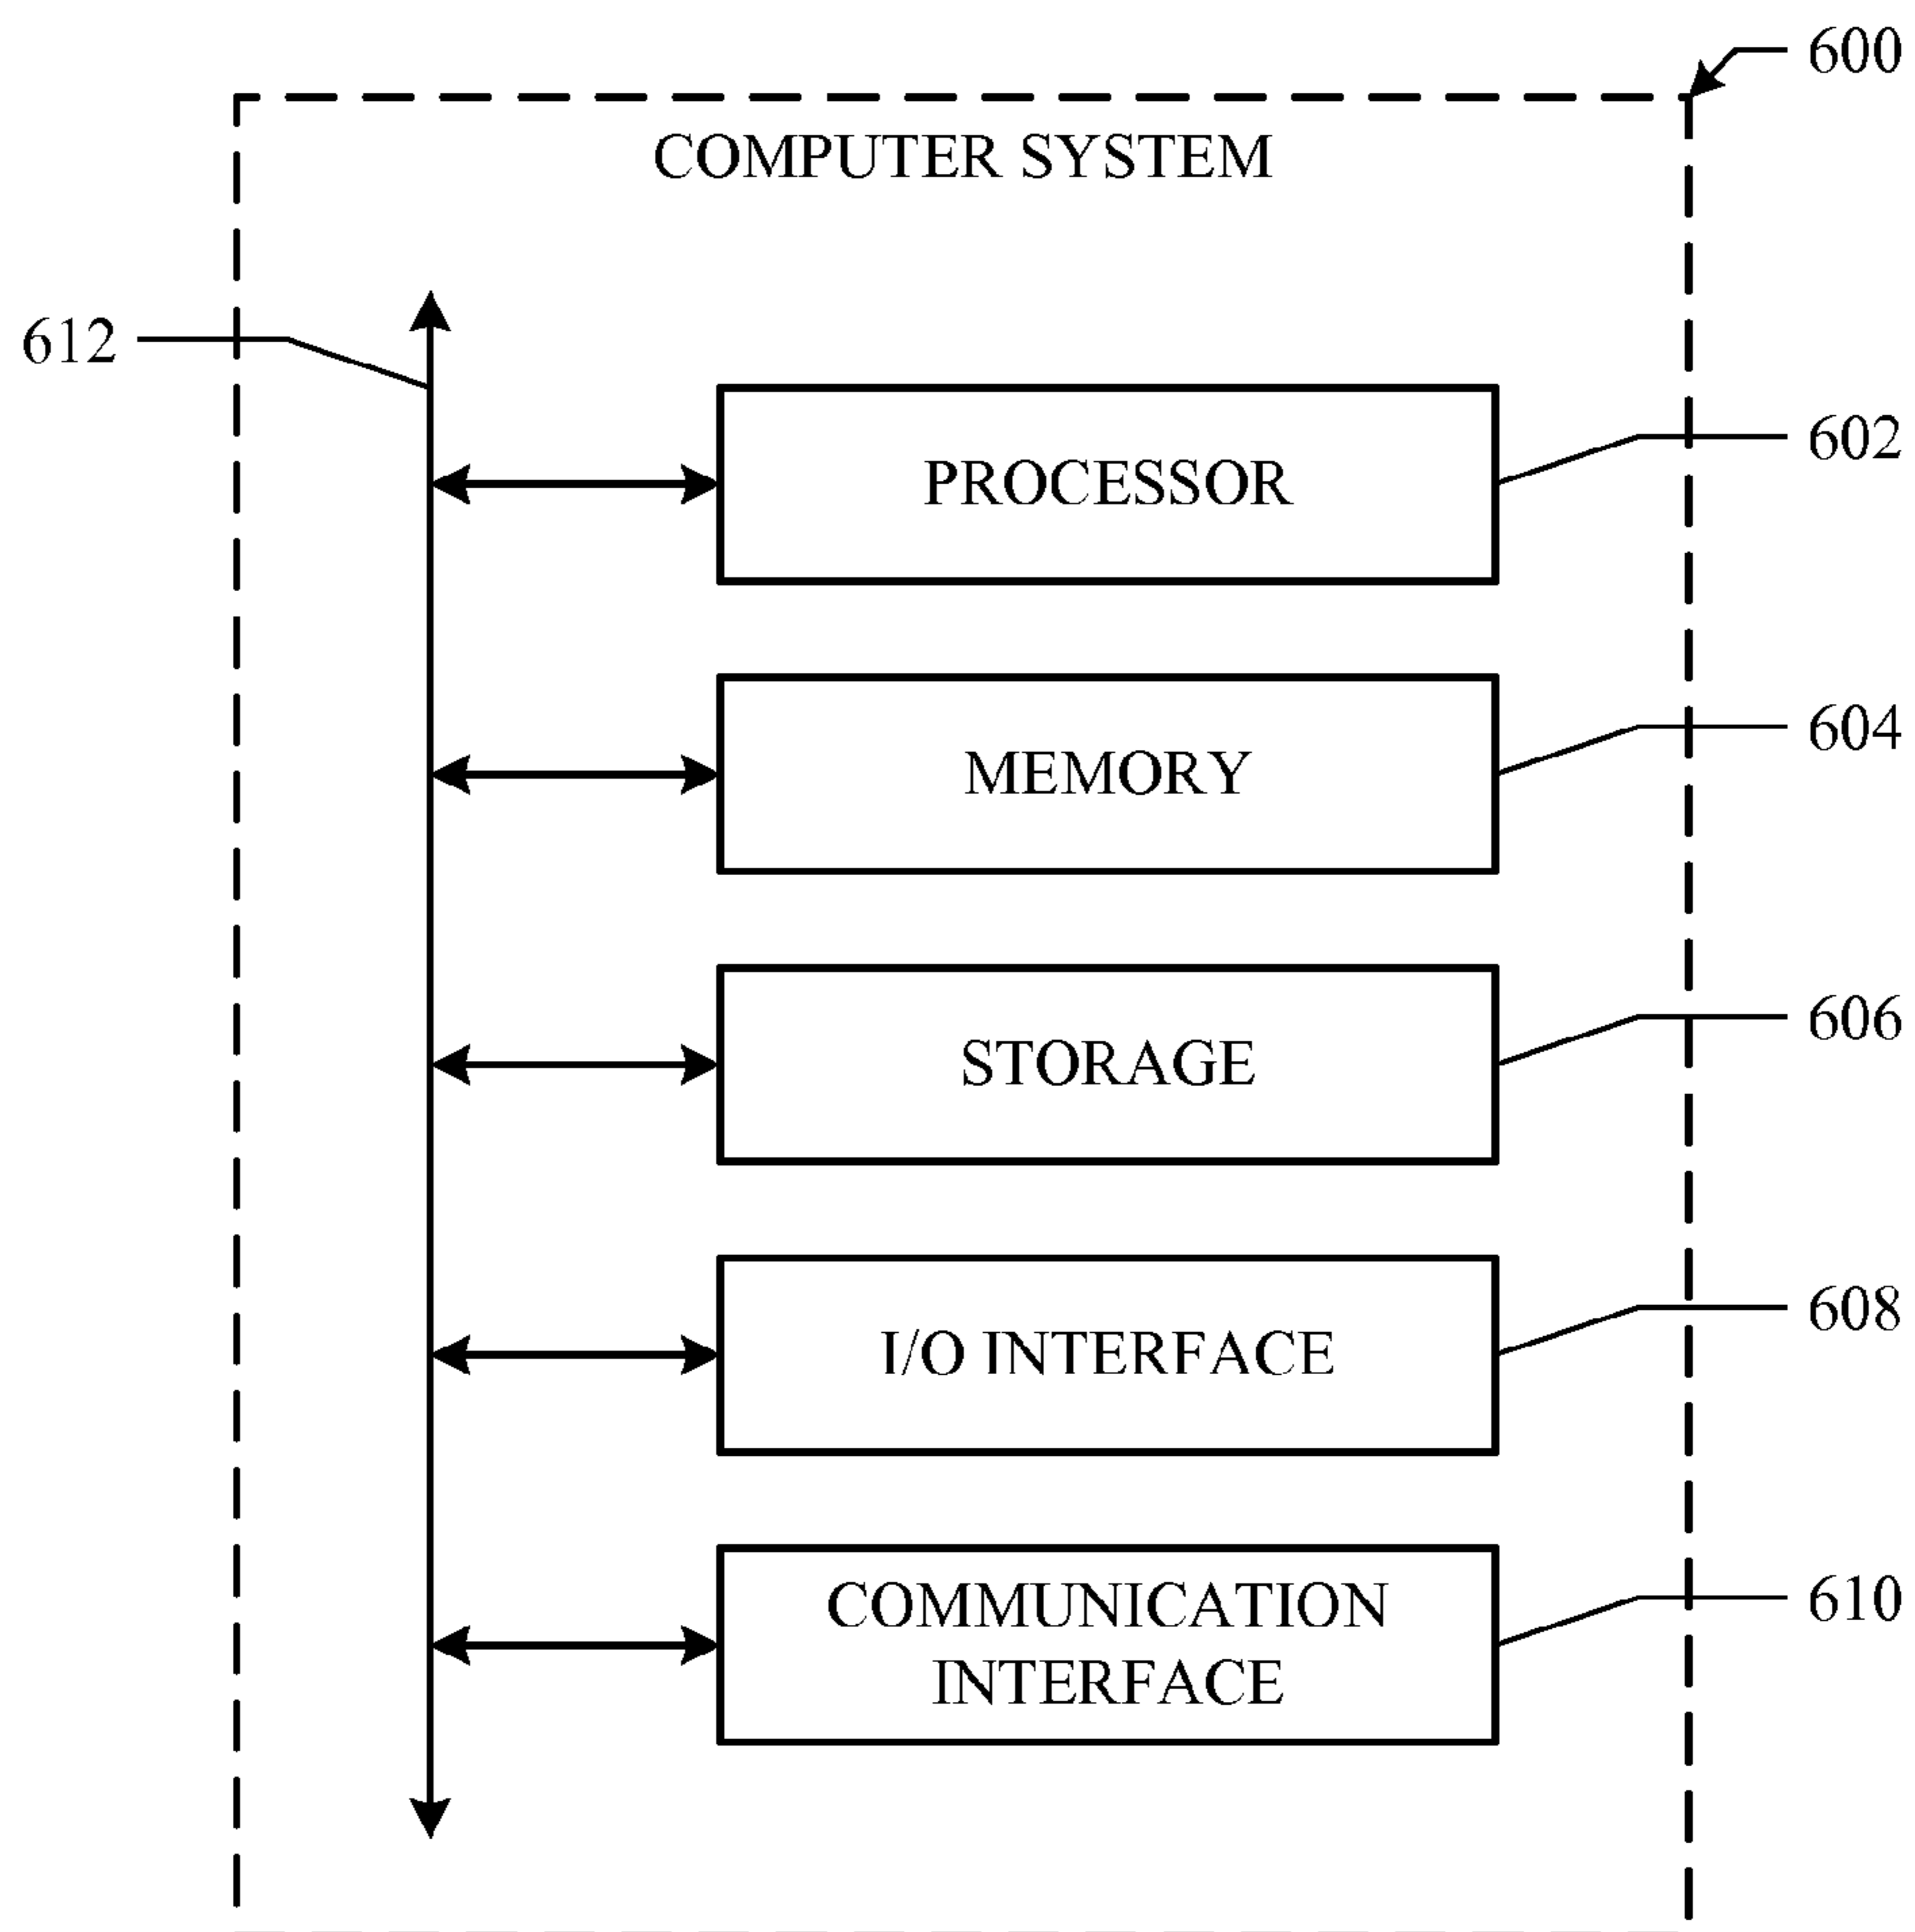 600
COMPUTER SYSTEM
612
PROCESSOR
602
MEMORY
604
STORAGE
606
I/O INTERFACE
608
COMMUNICATION
INTERFACE
610